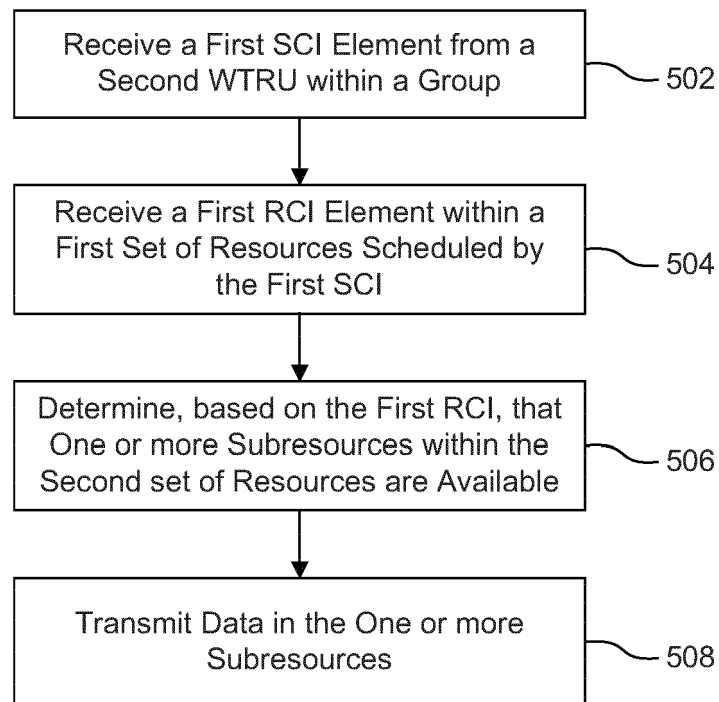 Receive a First SCI Element from a
Second WTRU within a Group
502
Receive a First RCI Element within a
First Set of Resources Scheduled by
the First SCI
504
Determine, based on the First RCI, that
One or more Subresources within the
Second set of Resources are Available
506
Transmit Data in the One or more
Subresources
508